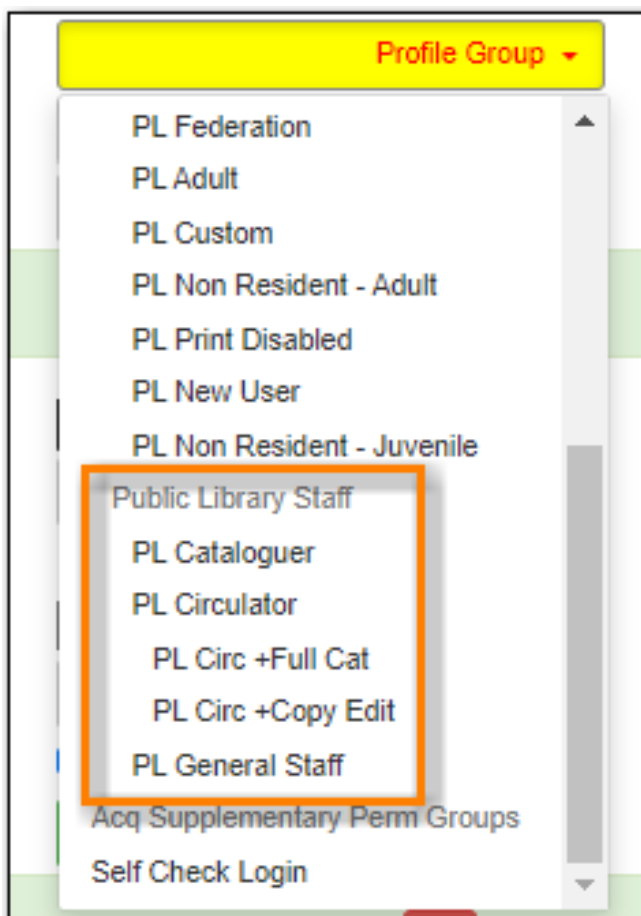 Profile Group
PL Federation
PL Adult
PL Custom
PL Non Resident - Adult
PL Print Disabled
PL New User
PL Non Resident - Juvenile
Public Library Staff
PL Cataloguer
PL Circulator
PL Circ +Full Cat
PL Circ +Copy Edit
PL General Staff
Acq Supplementary Perm Groups
Self Check Login